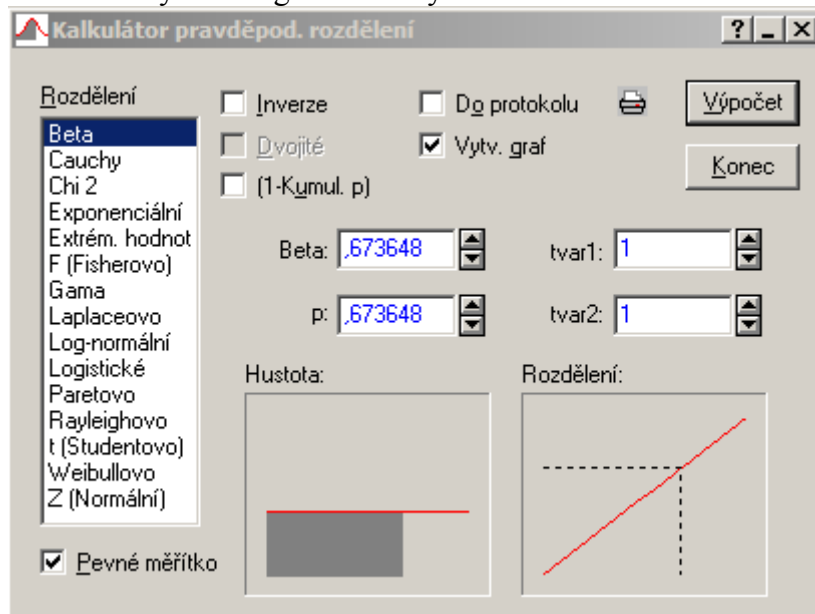 Kalkulátor pravděpod. rozdělení
Rozdělení
Beta
Cauchy
Chi 2
Exponenciální
Extrém. hodnot
F (Fisherovo)
Gama
Laplaceovo
Log-normální
Logistické
Paretovo
Rayleighovo
t (Studentovo)
Weibullovo
Z (Normální)
Pevné měřítko
Inverze
Dvojité
(1-Kumul. p)
Do protokolu
Vytv. graf
Výpočet
Konec
Beta: ,673648
tvar1: 1
p: ,673648
tvar2: 1
Hustota:
Rozdělení: